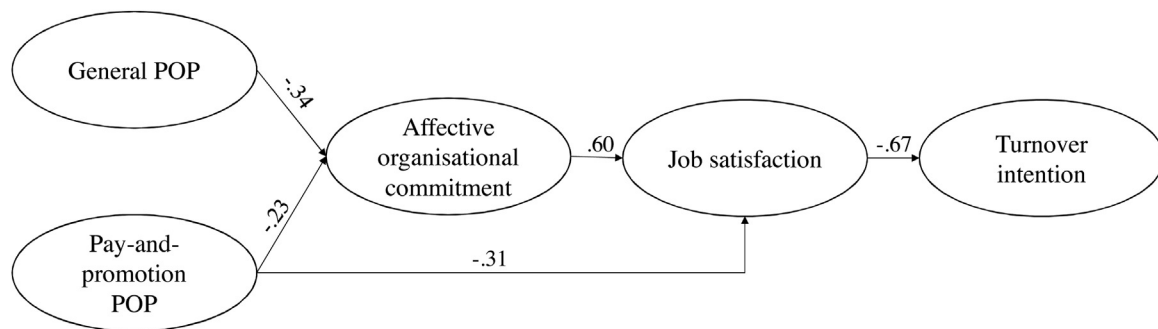 General POP
-.34
Affective
organisational
commitment
.60
Job satisfaction
-.67
Turnover
intention
-.23
Pay-and-
promotion
POP
-.31